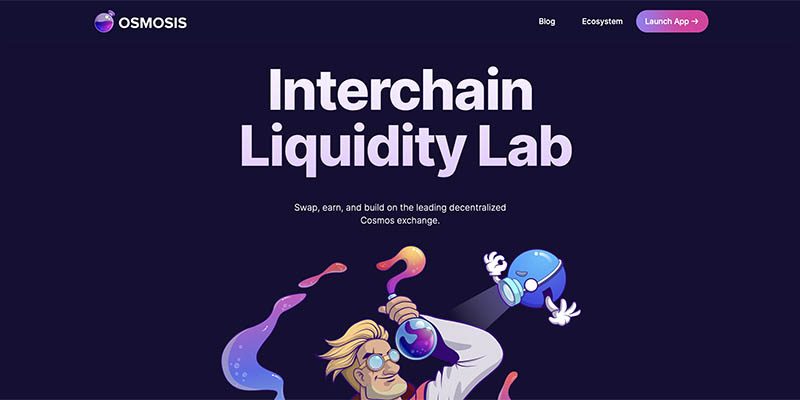 OSMOSIS
Blog
Ecosystem
Launch App →
Interchain
Liquidity Lab
Swap, earn, and build on the leading decentralized
Cosmos exchange.